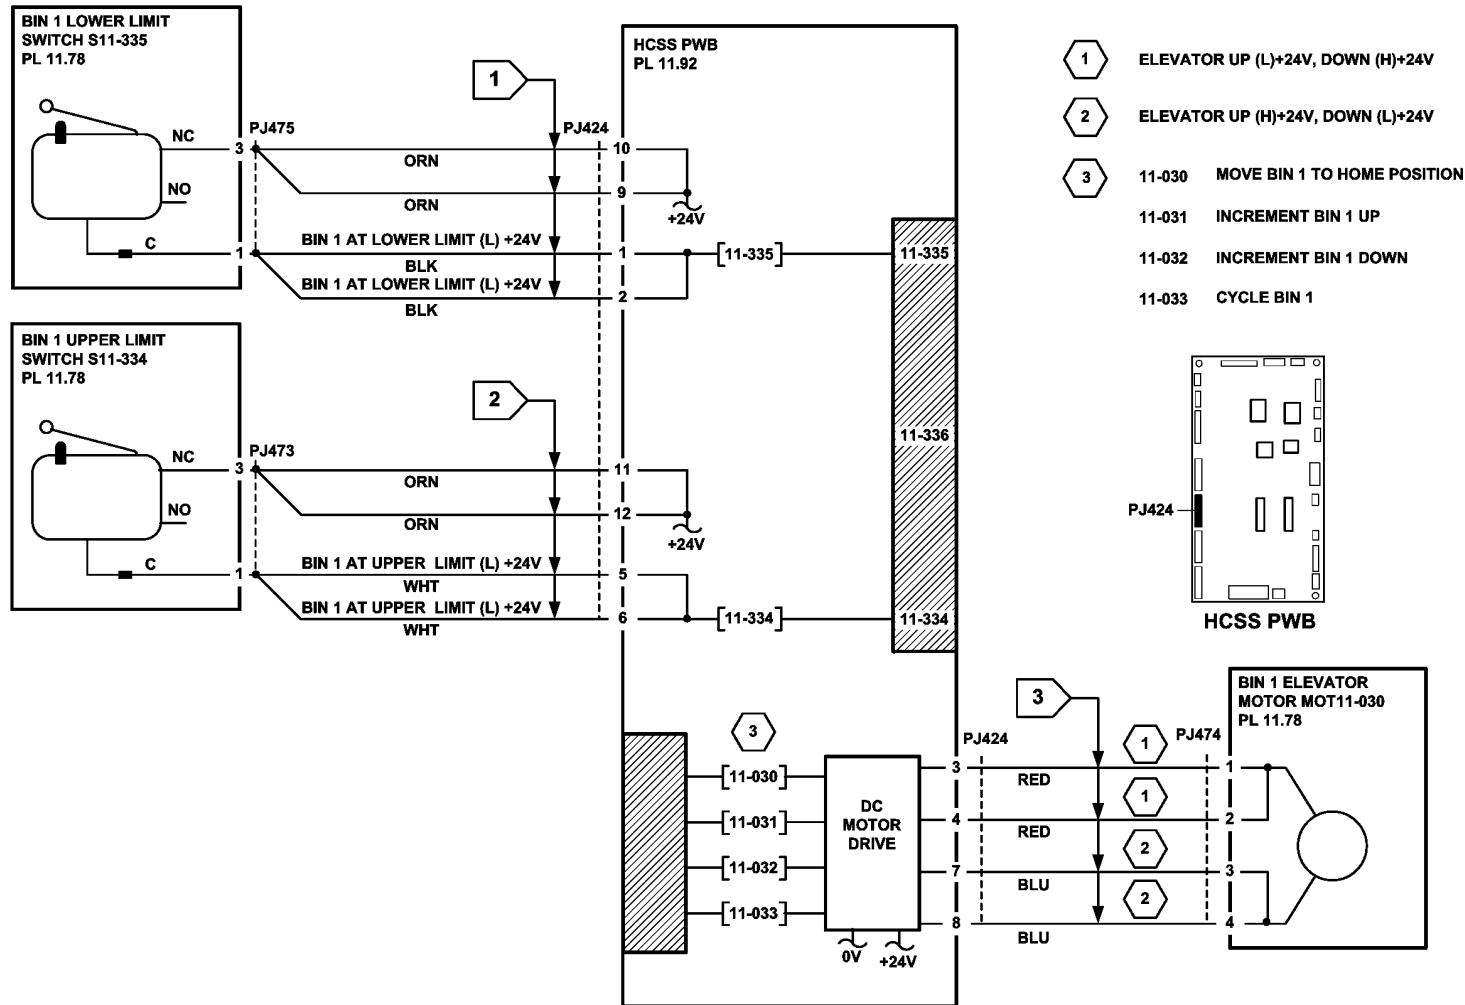 BIN 1 LOWER LIMIT
SWITCH S11-335
PL 11.78
NC
NO
C
3
1
PJ475
1
PJ424
ORN
ORN
BIN 1 AT LOWER LIMIT (L) +24V
BLK
BIN 1 AT LOWER LIMIT (L) +24V
BLK
10
9
1
2
HCSS PWB
PL 11.92
+24V
11-335
11-335
BIN 1 UPPER LIMIT
SWITCH S11-334
PL 11.78
NC
NO
C
3
1
PJ473
2
ORN
ORN
BIN 1 AT UPPER LIMIT (L) +24V
WHT
BIN 1 AT UPPER LIMIT (L) +24V
WHT
11
12
5
6
+24V
11-336
11-334
11-334
1 ELEVATOR UP (L)+24V, DOWN (H)+24V
2 ELEVATOR UP (H)+24V, DOWN (L)+24V
3 11-030 MOVE BIN 1 TO HOME POSITION
11-031 INCREMENT BIN 1 UP
11-032 INCREMENT BIN 1 DOWN
11-033 CYCLE BIN 1
PJ424
HCSS PWB
3
11-030
11-031
11-032
11-033
DC
MOTOR
DRIVE
0V
+24V
3
4
7
8
PJ424
3
RED
RED
BLU
BLU
1
1
2
2
PJ474
1
2
3
4
BIN 1 ELEVATOR
MOTOR MOT11-030
PL 11.78